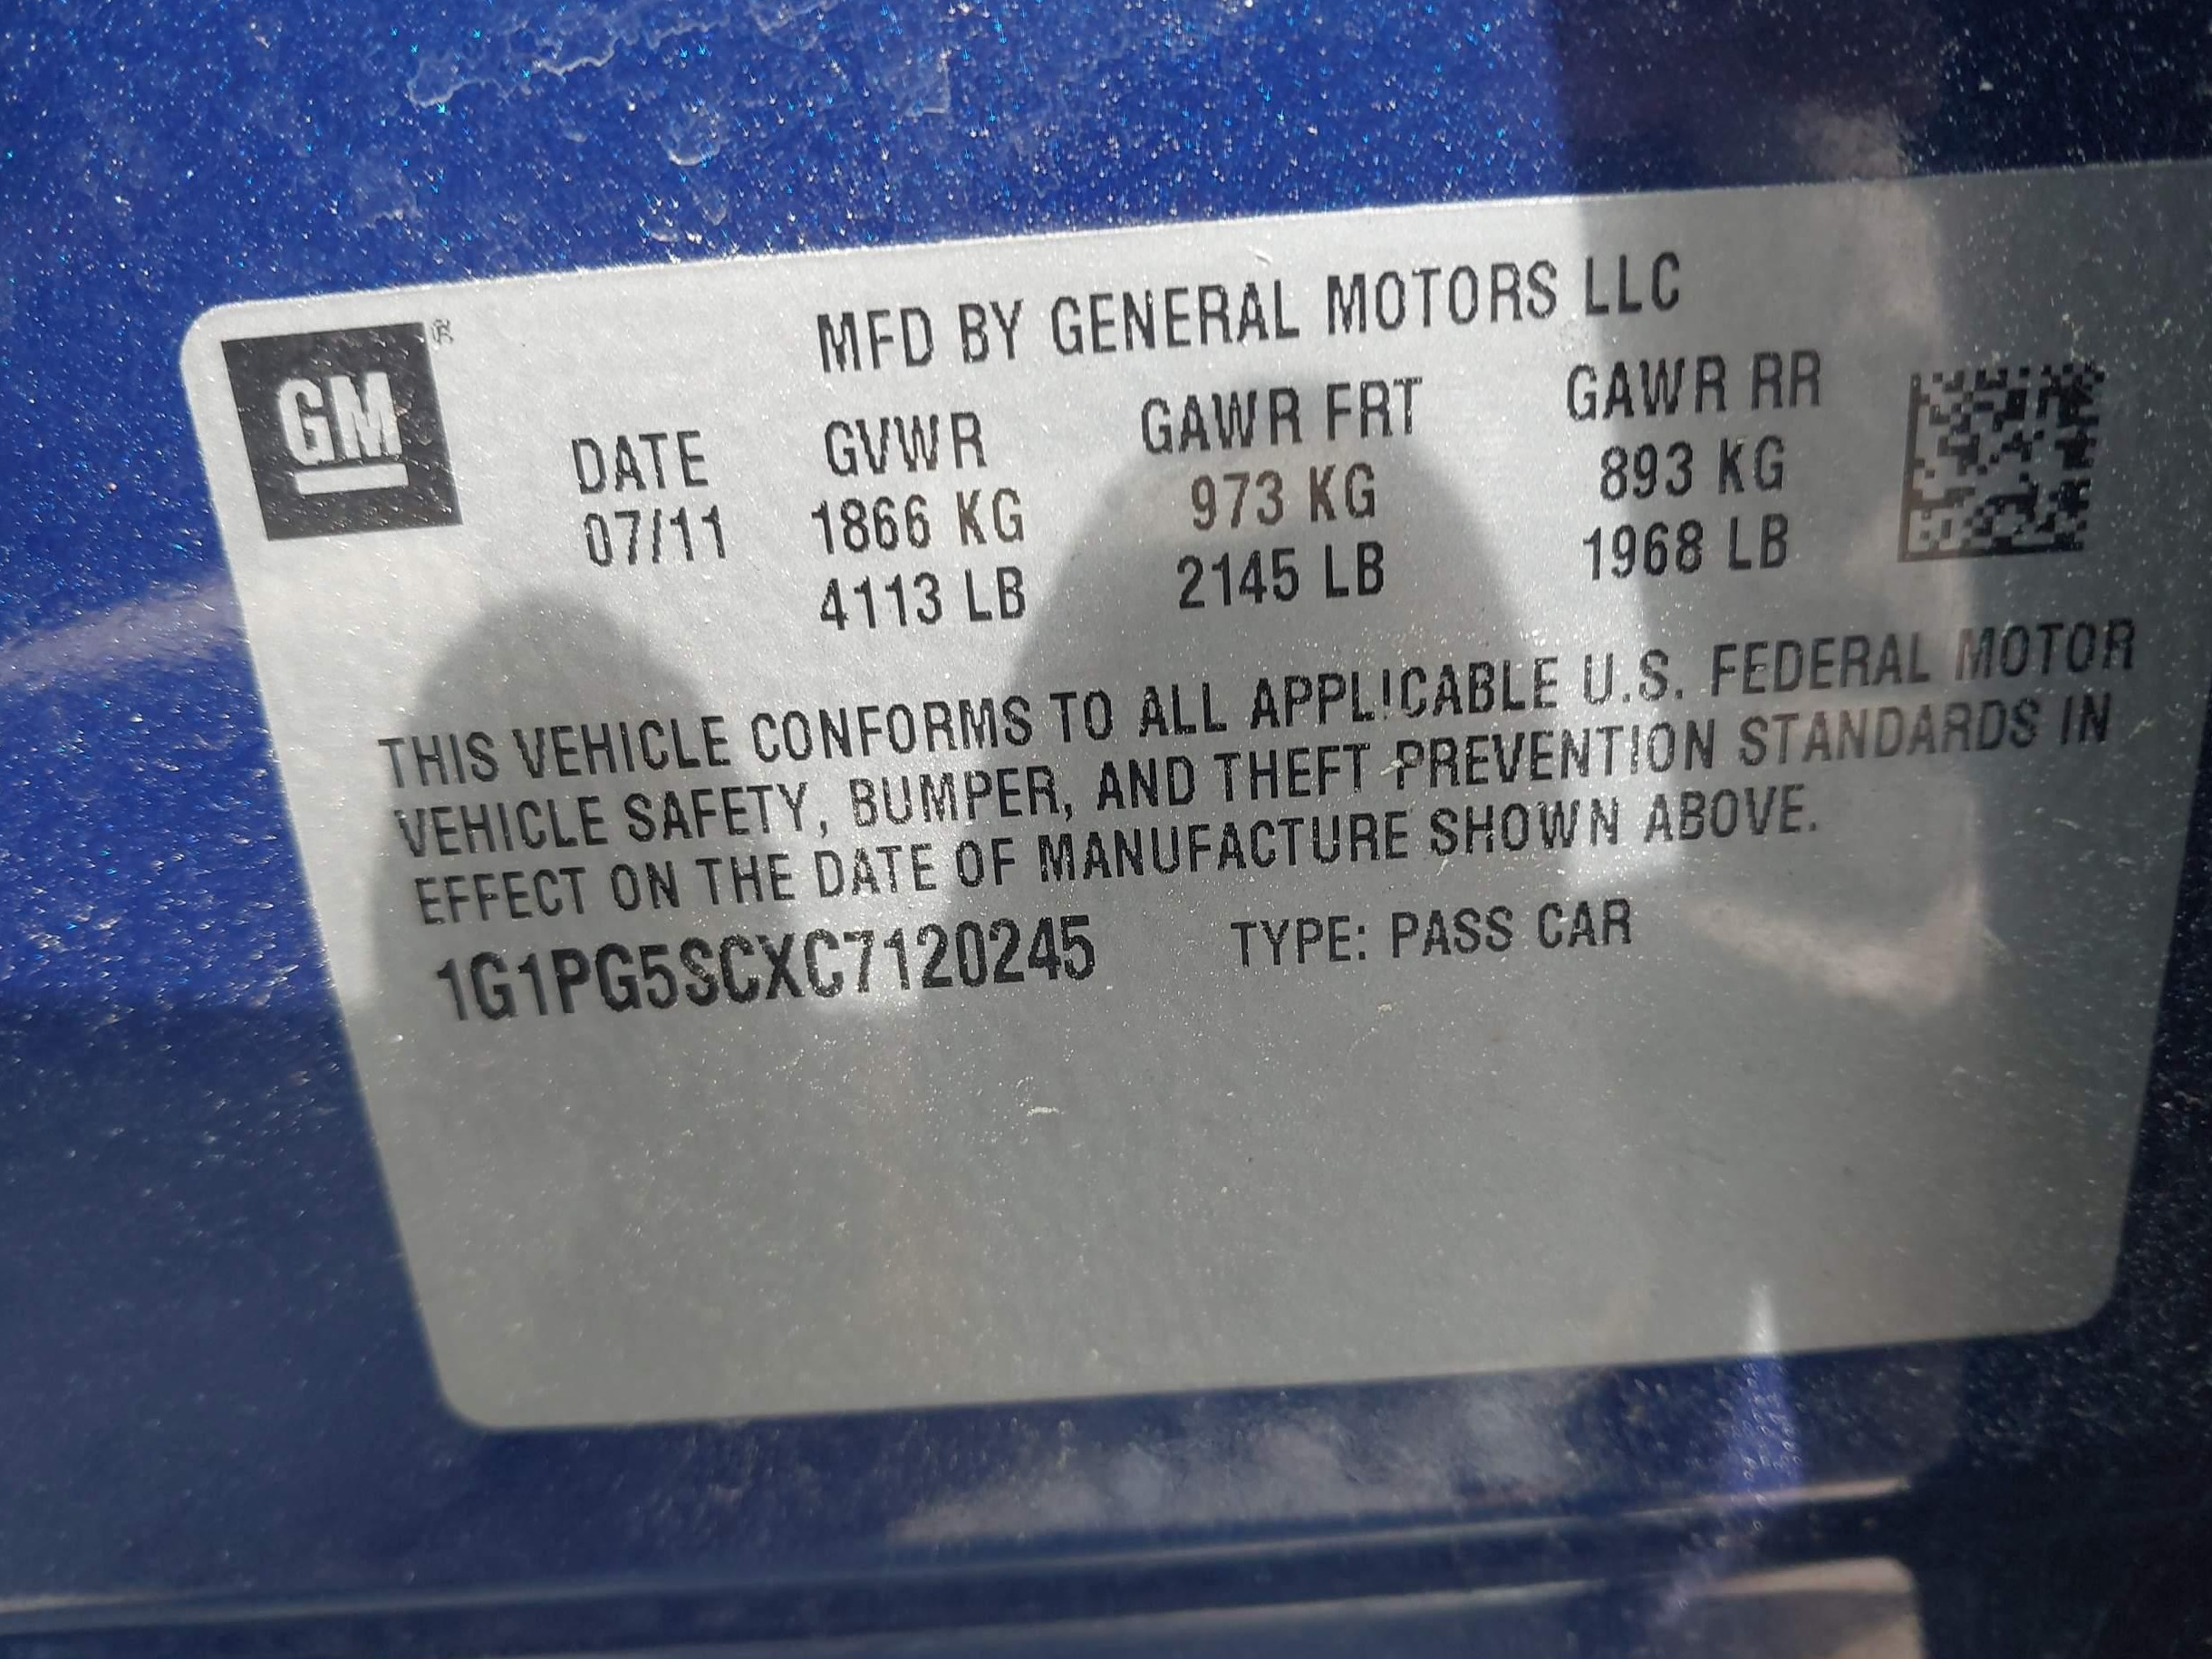 GM ®
MFD BY GENERAL MOTORS LLC
DATE GVWR GAWR FRT GAWR RR
07/11 1866 KG 973 KG 893 KG
4113 LB 2145 LB 1968 LB
THIS VEHICLE CONFORMS TO ALL APPLICABLE U.S. FEDERAL MOTOR
VEHICLE SAFETY, BUMPER, AND THEFT PREVENTION STANDARDS IN
EFFECT ON THE DATE OF MANUFACTURE SHOWN ABOVE.
1G1PG5SCXC7120245 TYPE: PASS CAR